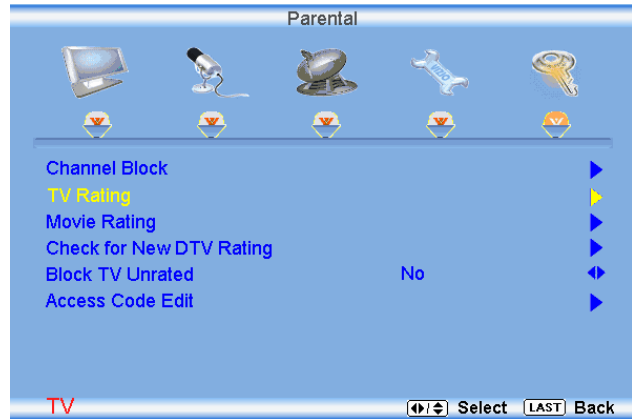 Parental
Channel Block
TV Rating
Movie Rating
Check for New DTV Rating
Block TV Unrated No
Access Code Edit
TV Select LAST Back